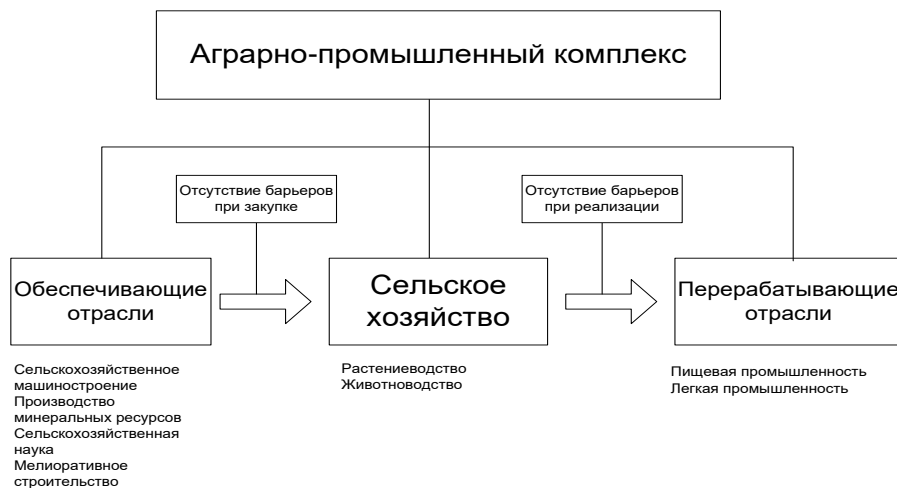 Аграрно-промышленный комплекс
Отсутствие барьеров
при закупке
Отсутствие барьеров
при реализации
Обеспечивающие
отрасли
Сельское
хозяйство
Перерабатывающие
отрасли
Сельскохозяйственное
машиностроение
Производство
минеральных ресурсов
Сельскохозяйственная
наука
Мелиоративное
строительство
Растениеводство
Животноводство
Пищевая промышленность
Легкая промышленность